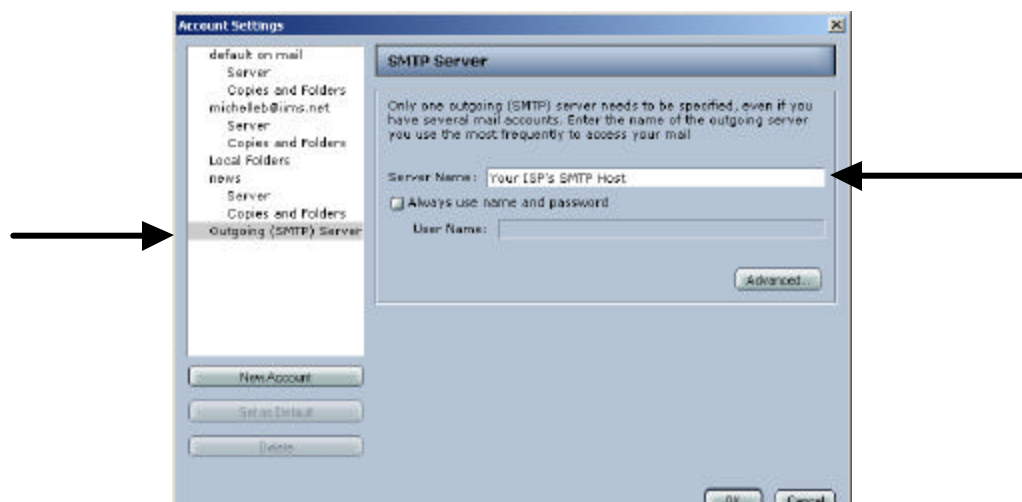 Account Settings
default on mail
Server
Copies and Folders
michelleb@iims.net
Server
Copies and Folders
Local Folders
news
Server
Copies and Folders
Outgoing (SMTP) Server
New Account
Set as Default
Delete
SMTP Server
Only one outgoing (SMTP) server needs to be specified, even if you
have several mail accounts. Enter the name of the outgoing server
you use the most frequently to access your mail
Server Name: Your ISP's SMTP Host
Always use name and password
User Name:
Advanced...
OK Cancel